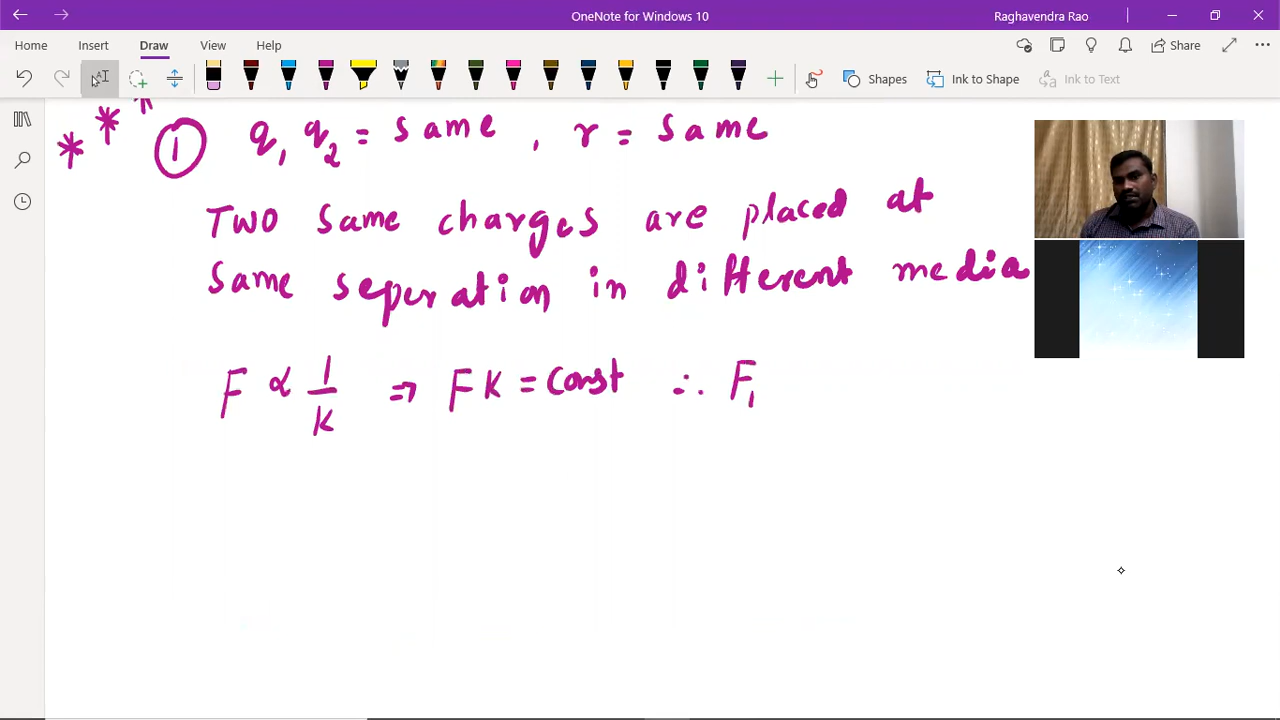 OneNote for Windows 10
Raghavendra Rao
Home Insert Draw View Help
Share
Shapes Ink to Shape Ink to Text
*** ① q₁ q₂ = same , r = same
Two same charges are placed at
same seperation in different media
F ∝ 1/K ⇒ FK = Const ∴ F₁